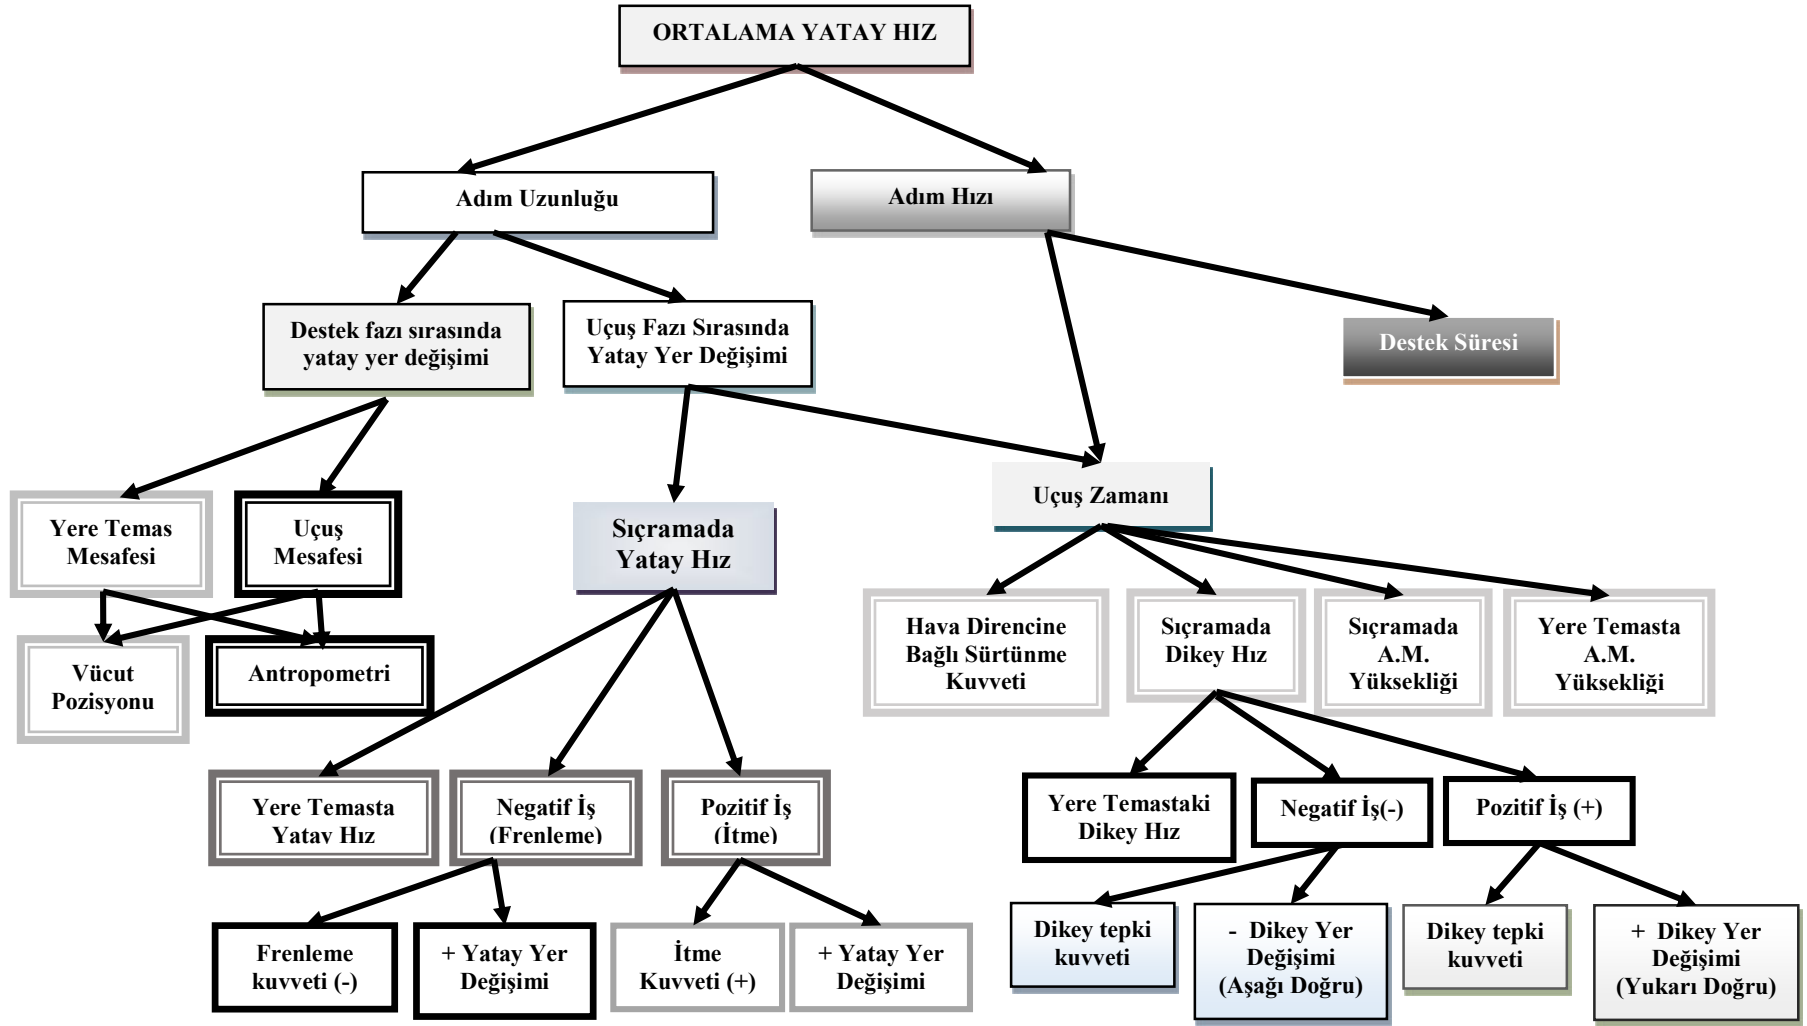 ORTALAMA YATAY HIZ
Adım Uzunluğu
Adım Hızı
Destek fazı sırasında
yatay yer değişimi
Uçuş Fazı Sırasında
Yatay Yer Değişimi
Destek Süresi
Yere Temas
Mesafesi
Uçuş
Mesafesi
Sıçramada
Yatay Hız
Uçuş Zamanı
Vücut
Pozisyonu
Antropometri
Hava Direncine
Bağlı Sürtünme
Kuvveti
Sıçramada
Dikey Hız
Sıçramada
A.M.
Yüksekliği
Yere Temasta
A.M.
Yüksekliği
Yere Temasta
Yatay Hız
Negatif İş
(Frenleme)
Pozitif İş
(İtme)
Yere Temastaki
Dikey Hız
Negatif İş(-)
Pozitif İş (+)
Frenleme
kuvveti (-)
+ Yatay Yer
Değişimi
İtme
Kuvveti (+)
+ Yatay Yer
Değişimi
Dikey tepki
kuvveti
- Dikey Yer
Değişimi
(Aşağı Doğru)
Dikey tepki
kuvveti
+ Dikey Yer
Değişimi
(Yukarı Doğru)